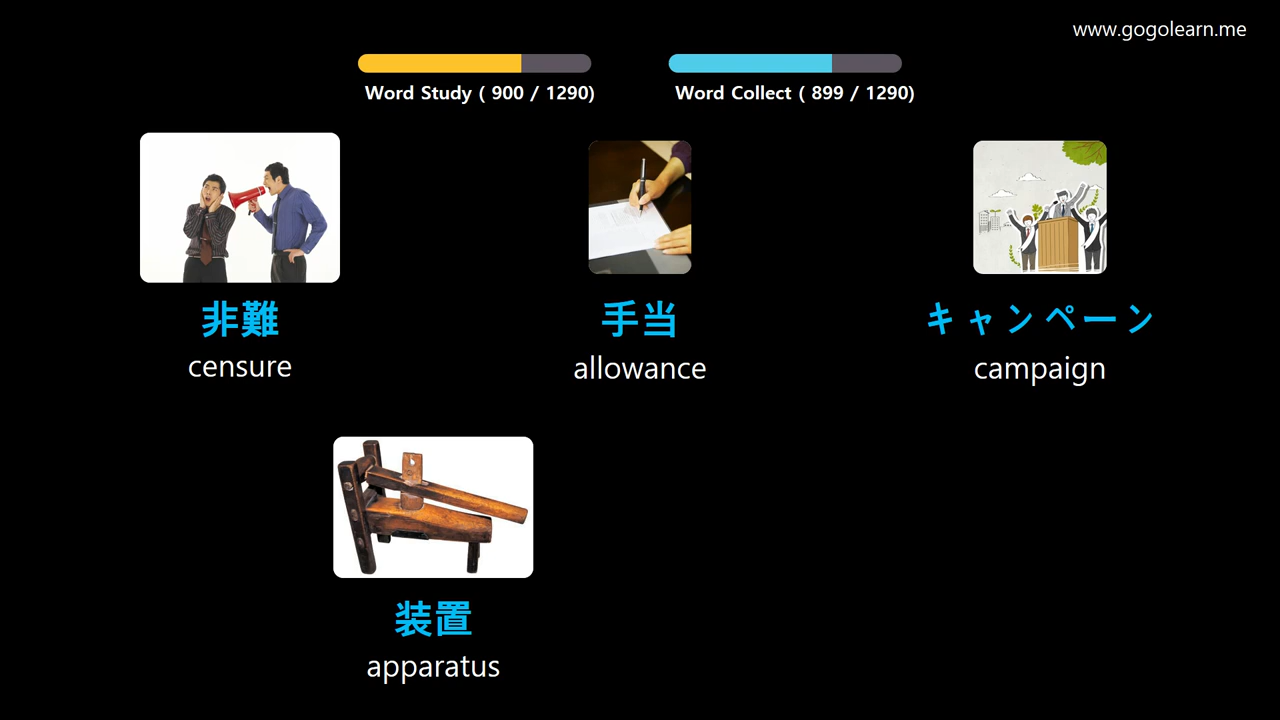 www.gogolearn.me
Word Study ( 900 / 1290)
Word Collect ( 899 / 1290)
非難
censure
手当
allowance
キャンペーン
campaign
装置
apparatus